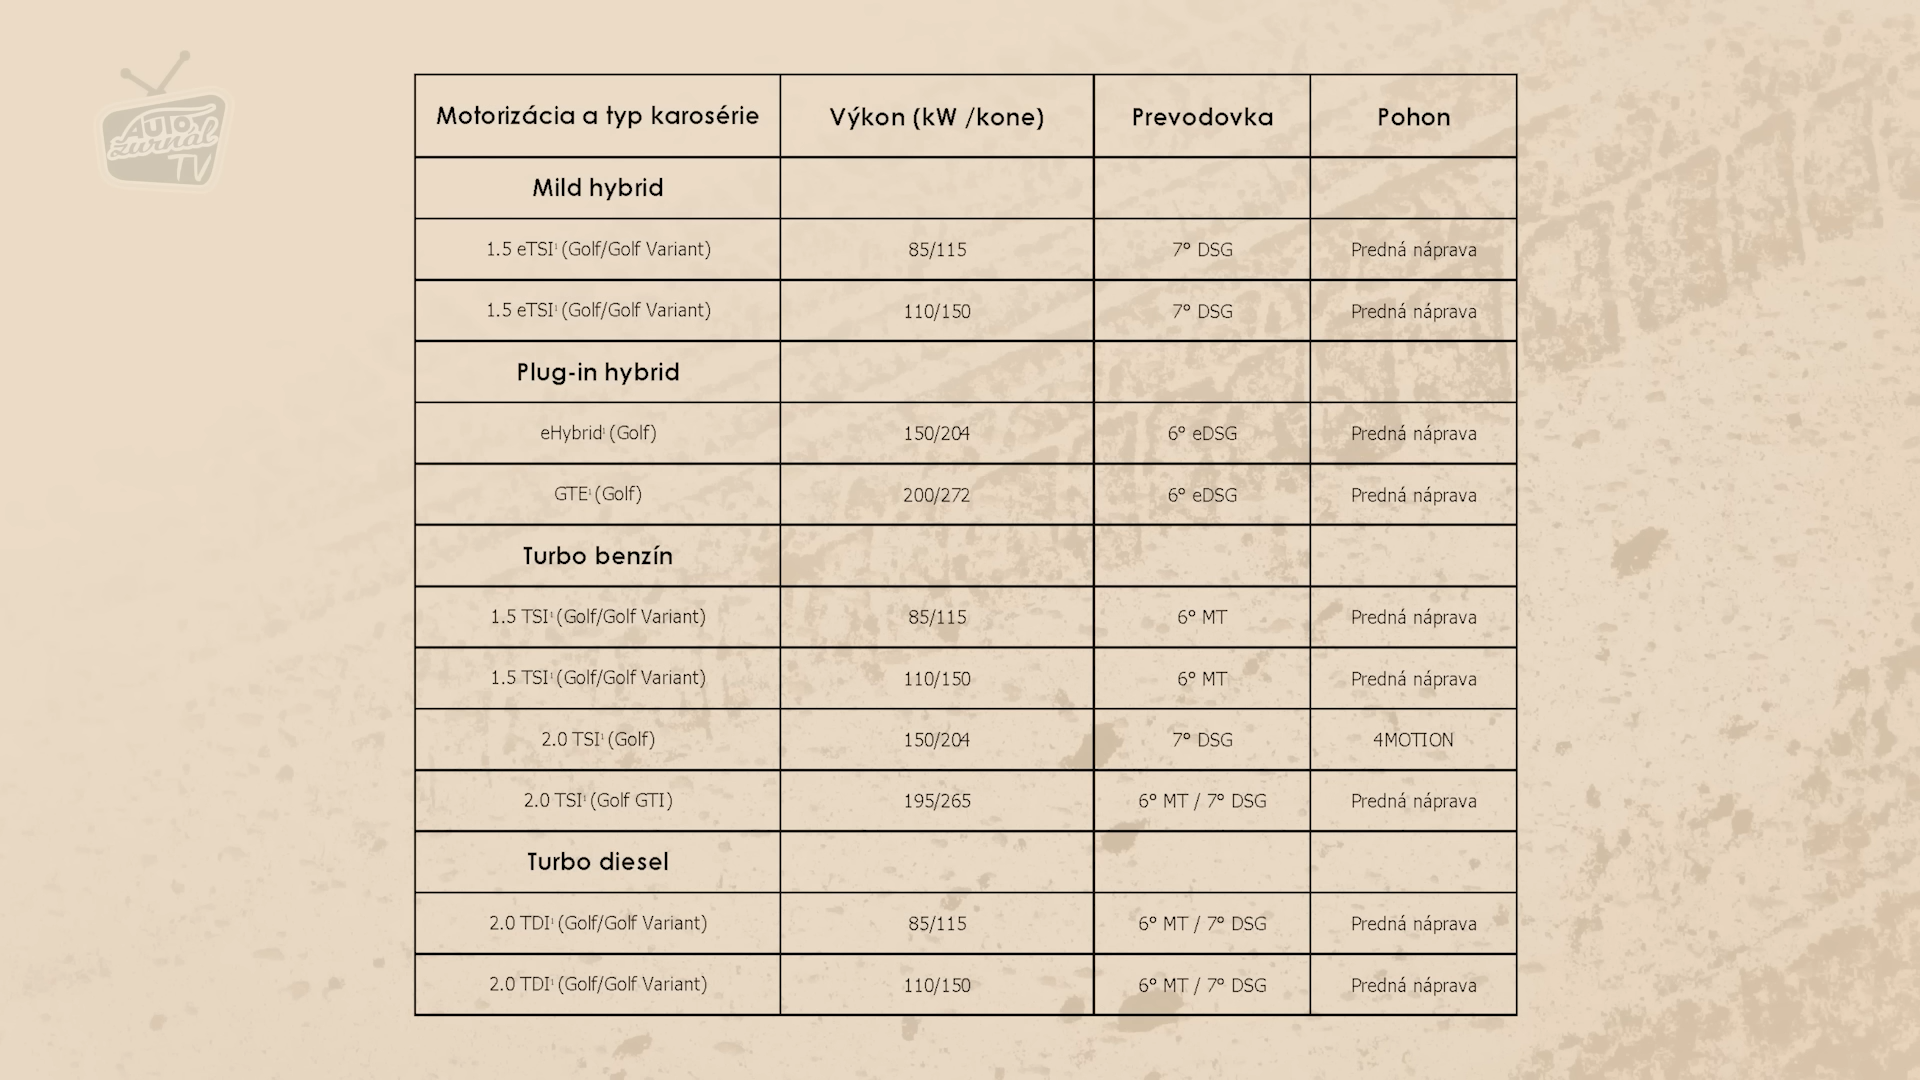 AUTO
žurnál
TV
Motorizácia a typ karosérie Výkon (kW /kone) Prevodovka Pohon
Mild hybrid
1.5 eTSI¹ (Golf/Golf Variant) 85/115 7° DSG Predná náprava
1.5 eTSI¹ (Golf/Golf Variant) 110/150 7° DSG Predná náprava
Plug-in hybrid
eHybrid¹ (Golf) 150/204 6° eDSG Predná náprava
GTE¹ (Golf) 200/272 6° eDSG Predná náprava
Turbo benzín
1.5 TSI¹ (Golf/Golf Variant) 85/115 6° MT Predná náprava
1.5 TSI¹ (Golf/Golf Variant) 110/150 6° MT Predná náprava
2.0 TSI¹ (Golf) 150/204 7° DSG 4MOTION
2.0 TSI¹ (Golf GTI) 195/265 6° MT / 7° DSG Predná náprava
Turbo diesel
2.0 TDI¹ (Golf/Golf Variant) 85/115 6° MT / 7° DSG Predná náprava
2.0 TDI¹ (Golf/Golf Variant) 110/150 6° MT / 7° DSG Predná náprava